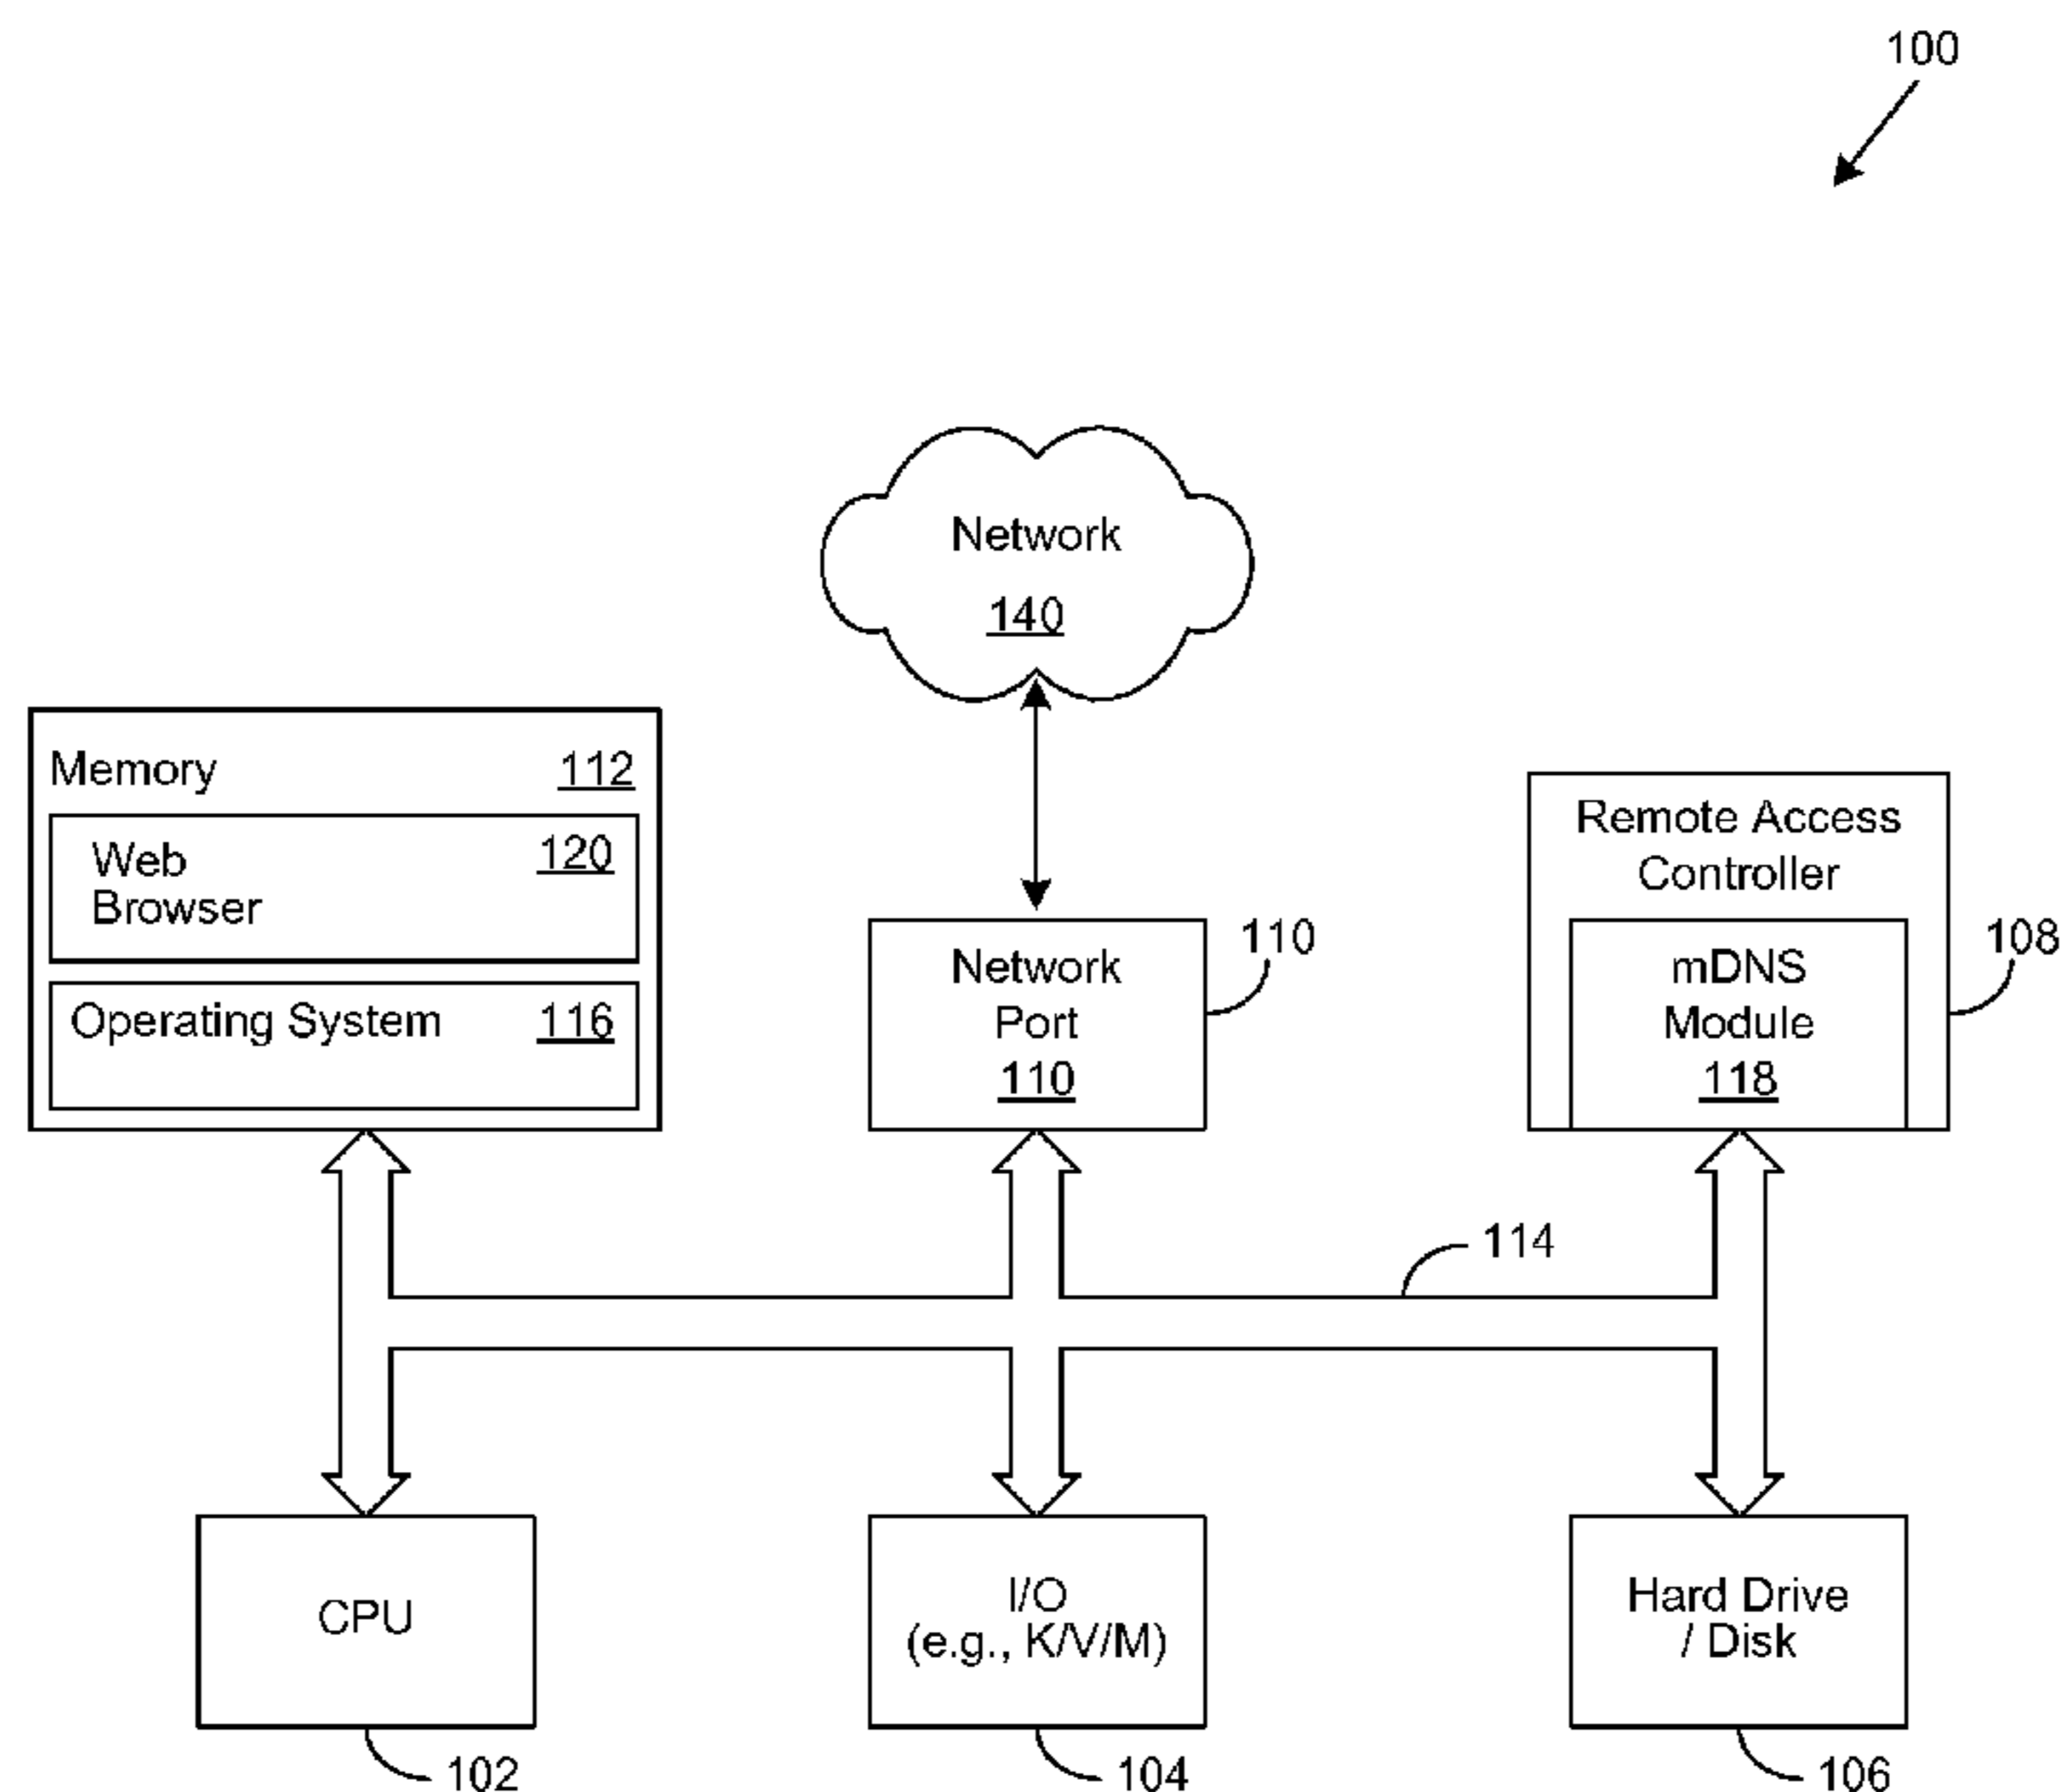 100
Network
140
Memory 112
Web 120
Browser
Operating System 116
Network
Port
110
110
Remote Access
Controller
mDNS
Module
118
108
114
CPU
102
I/O
(e.g., K/V/M)
104
Hard Drive
/ Disk
106